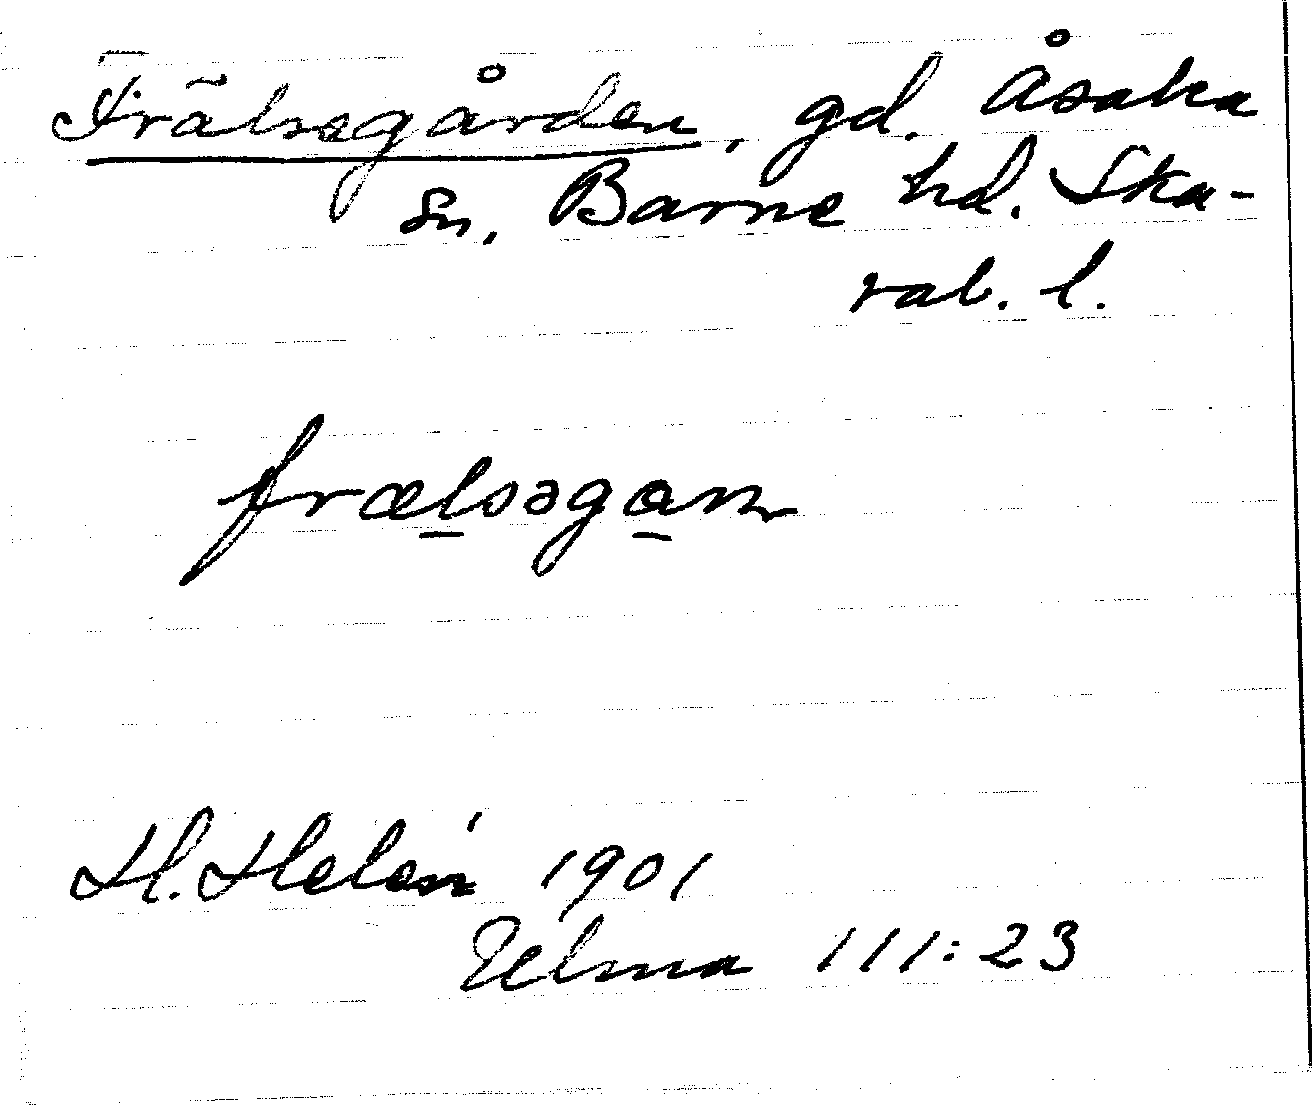 Frälsegården, gd. Åsaka
sn. Barne hd. Ska-
rab. l.
frælsəgan
H. Helén 1901
Ulma 111:23